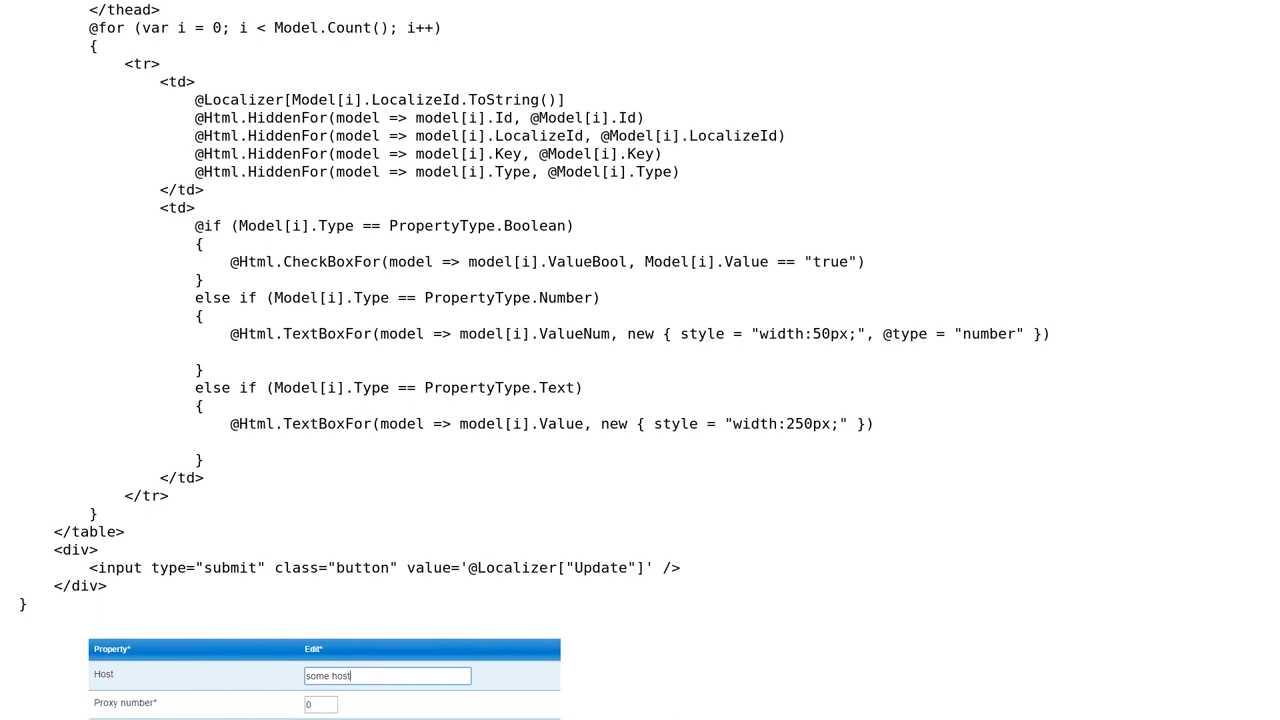 </thead>
@for (var i = 0; i < Model.Count(); i++)
{
<tr>
<td>
@Localizer[Model[i].LocalizeId.ToString()]
@Html.HiddenFor(model => model[i].Id, @Model[i].Id)
@Html.HiddenFor(model => model[i].LocalizeId, @Model[i].LocalizeId)
@Html.HiddenFor(model => model[i].Key, @Model[i].Key)
@Html.HiddenFor(model => model[i].Type, @Model[i].Type)
</td>
<td>
@if (Model[i].Type == PropertyType.Boolean)
{
@Html.CheckBoxFor(model => model[i].ValueBool, Model[i].Value == "true")
}
else if (Model[i].Type == PropertyType.Number)
{
@Html.TextBoxFor(model => model[i].ValueNum, new { style = "width:50px;", @type = "number" })
}
else if (Model[i].Type == PropertyType.Text)
{
@Html.TextBoxFor(model => model[i].Value, new { style = "width:250px;" })
}
</td>
</tr>
}
</table>
<div>
<input type="submit" class="button" value='@Localizer["Update"]' />
</div>
}
Property* Edit*
Host some host
Proxy number* 0